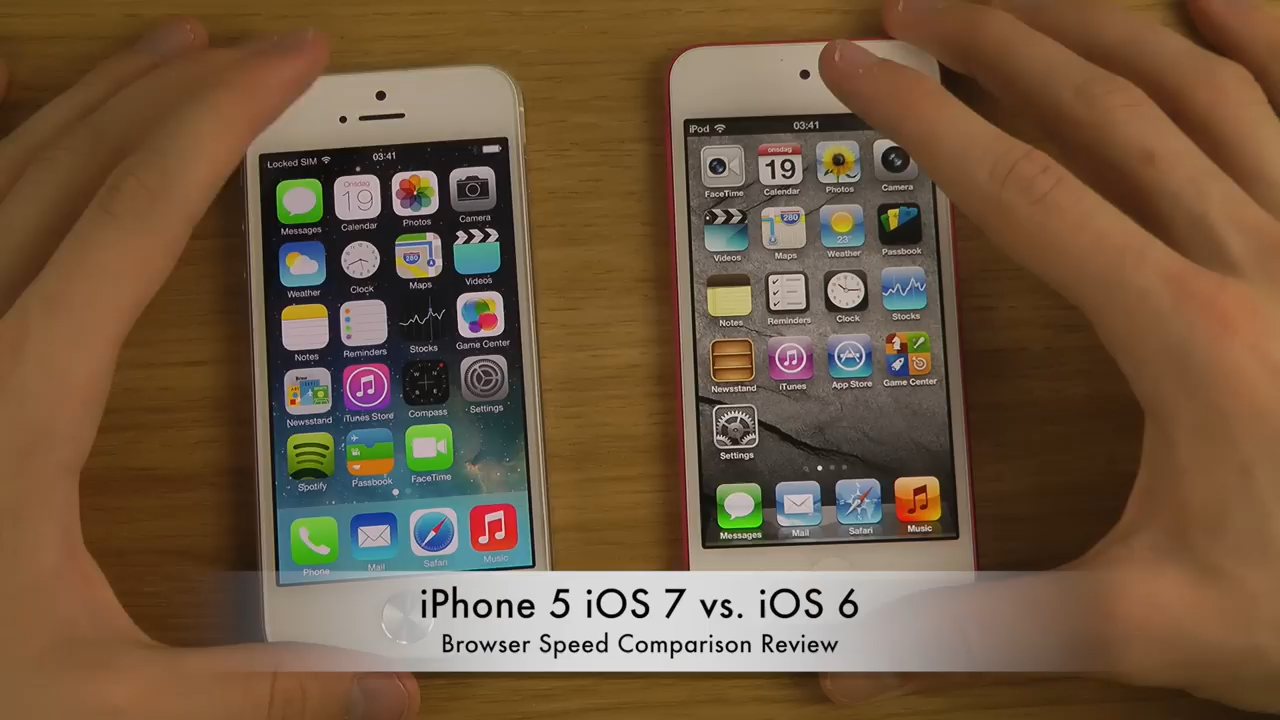 Locked SIM 03:41
Onsdag
19
Messages Calendar Photos Camera
280
Weather Clock Maps Videos
Notes Reminders Stocks Game Center
Newsstand iTunes Store Compass Settings
Spotify Passbook FaceTime
Phone Mail Safari Music
iPod 03:41
onsdag
19
FaceTime Calendar Photos Camera
280
23°
Videos Maps Weather Passbook
Notes Reminders Clock Stocks
Newsstand iTunes App Store Game Center
Settings
Messages Mail Safari Music
iPhone 5 iOS 7 vs. iOS 6
Browser Speed Comparison Review